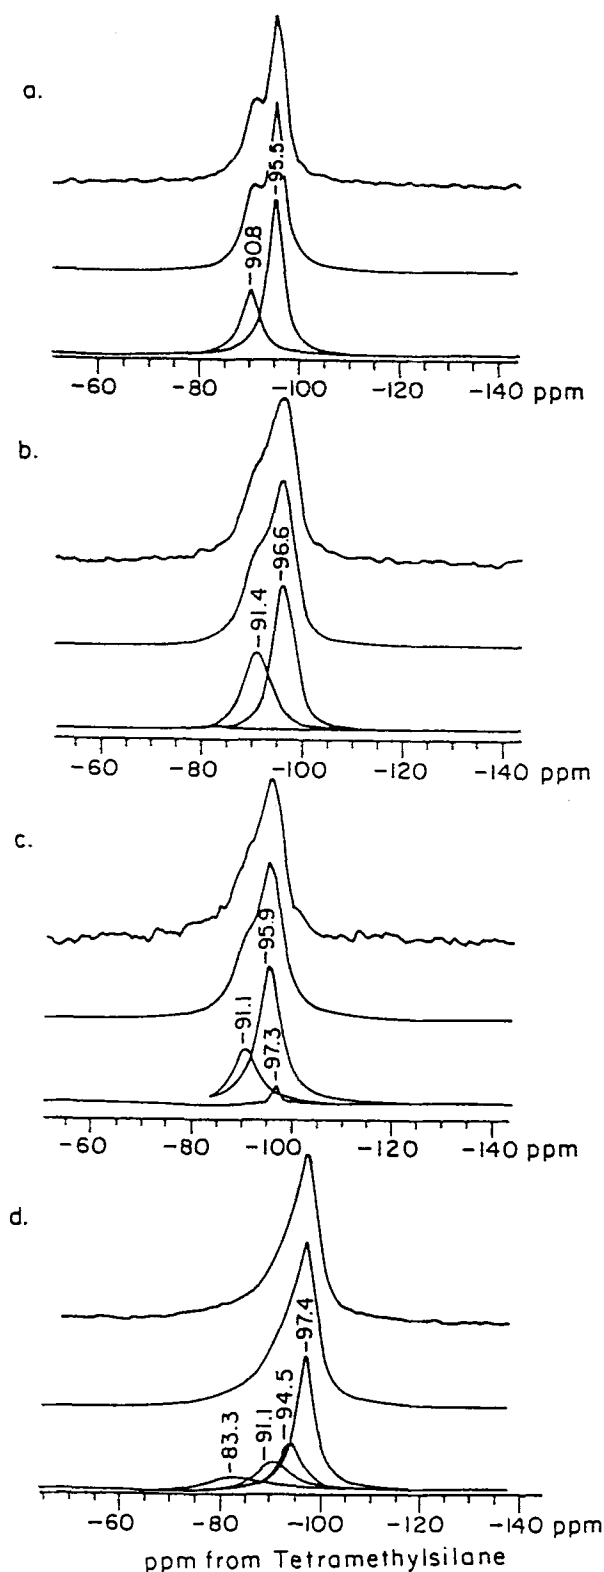 a.
-95.5
-90.8
-60 -80 -100 -120 -140 ppm
b.
-96.6
-91.4
-60 -80 -100 -120 -140 ppm
c.
-95.9
-91.1
-97.3
-60 -80 -100 -120 -140 ppm
d.
-97.4
-94.5
-91.1
-83.3
-60 -80 -100 -120 -140 ppm
ppm from Tetramethylsilane